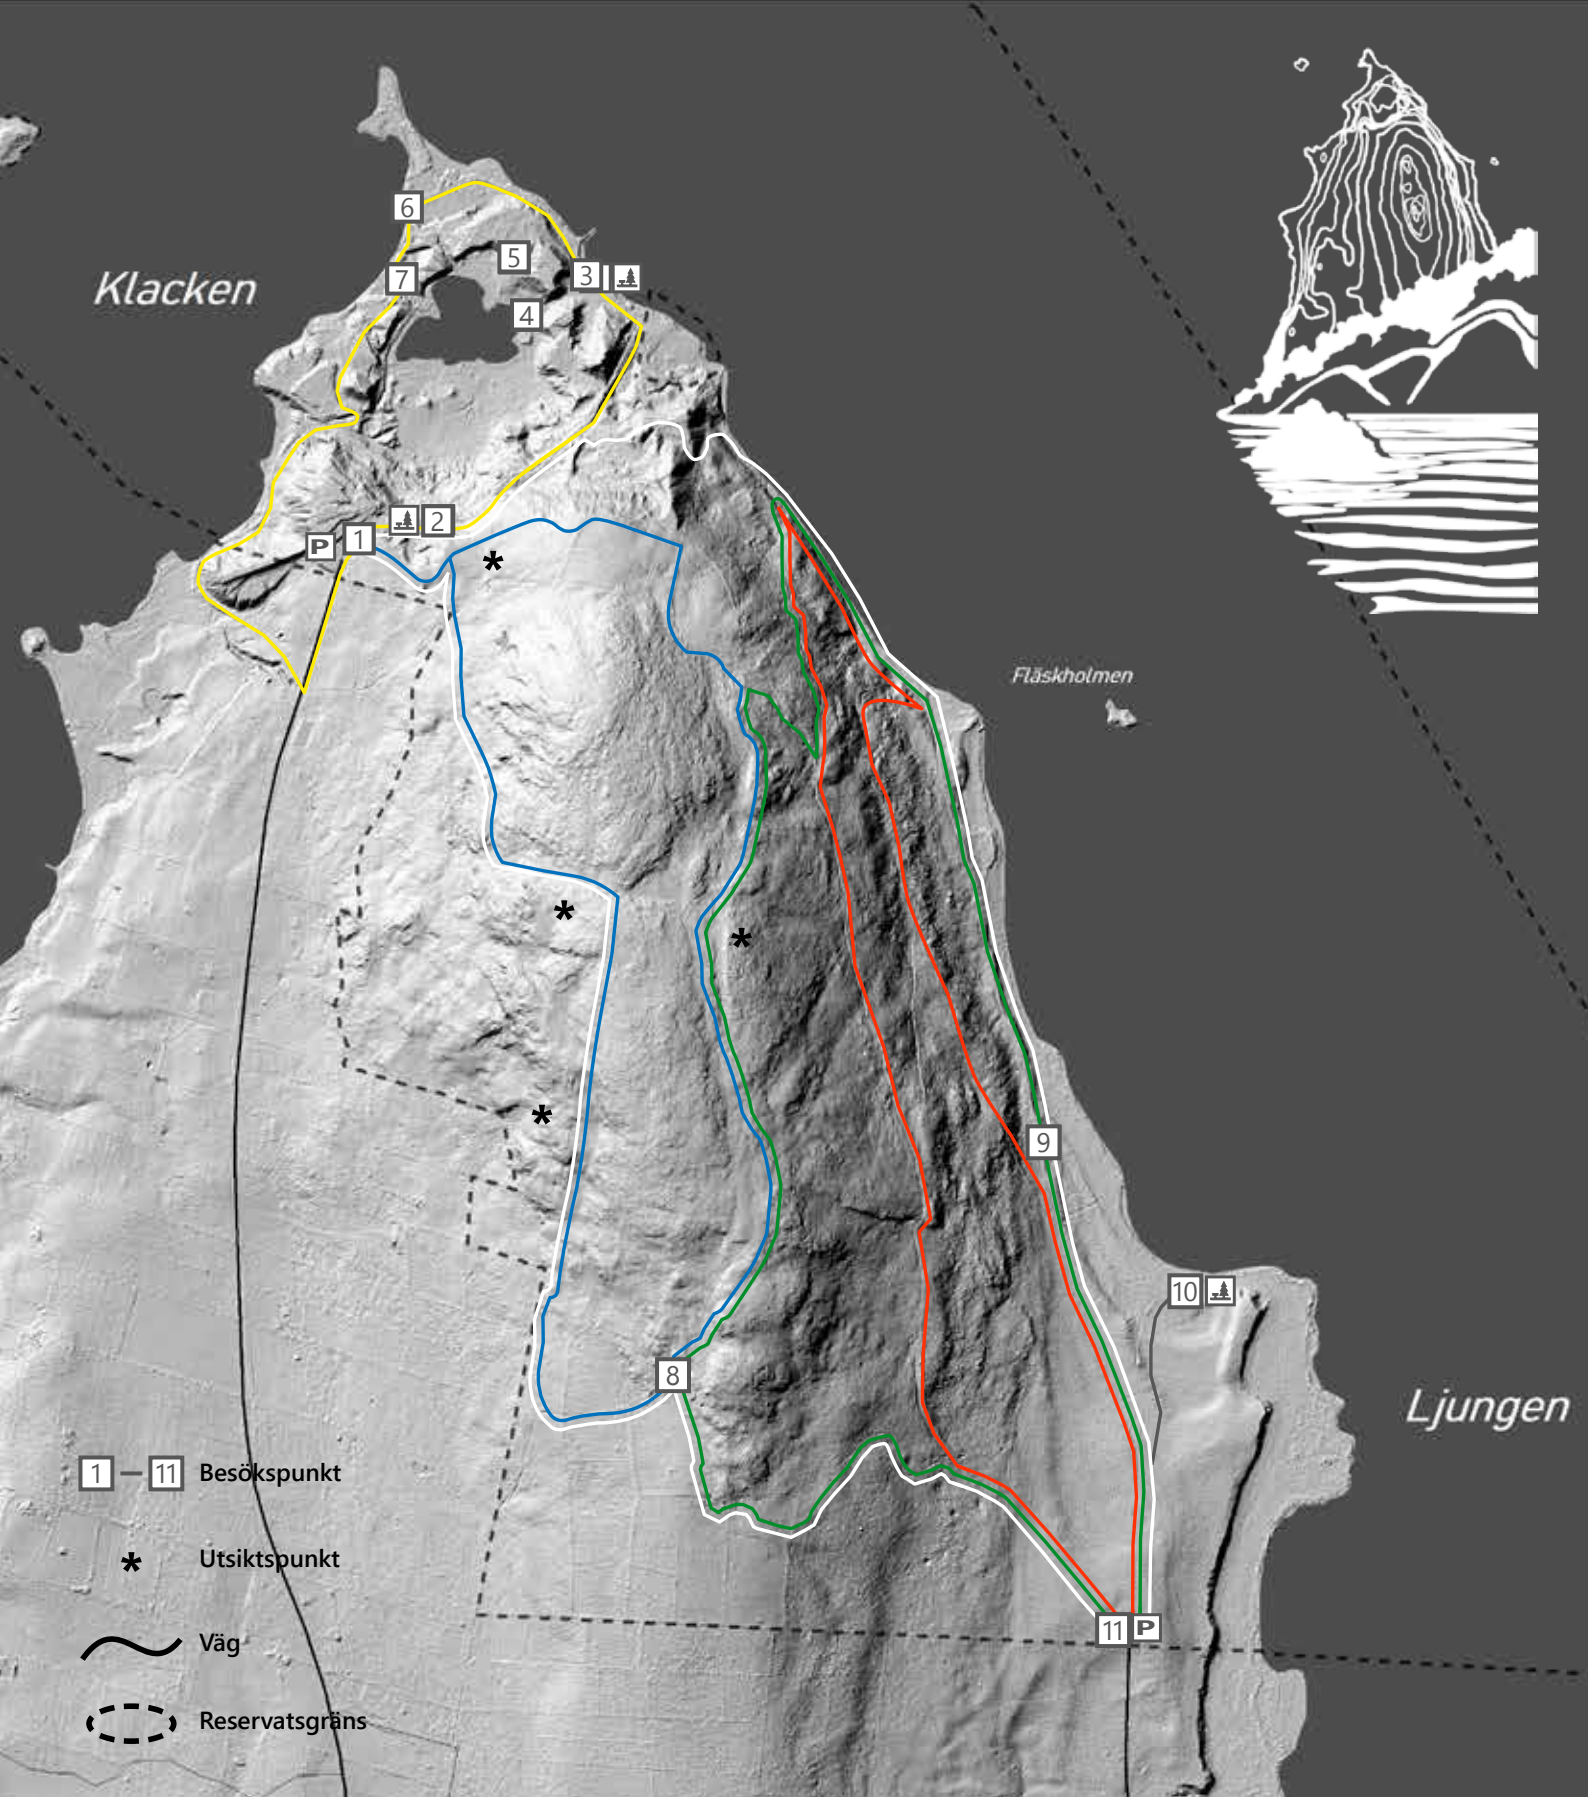 6
5
3
7
4
Klacken
2
1
P
Fläskholmen
*
*
*
*
9
10
8
Ljungen
1 – 11 Besökspunkt
* Utsiktspunkt
Väg
11 P
Reservatsgräns